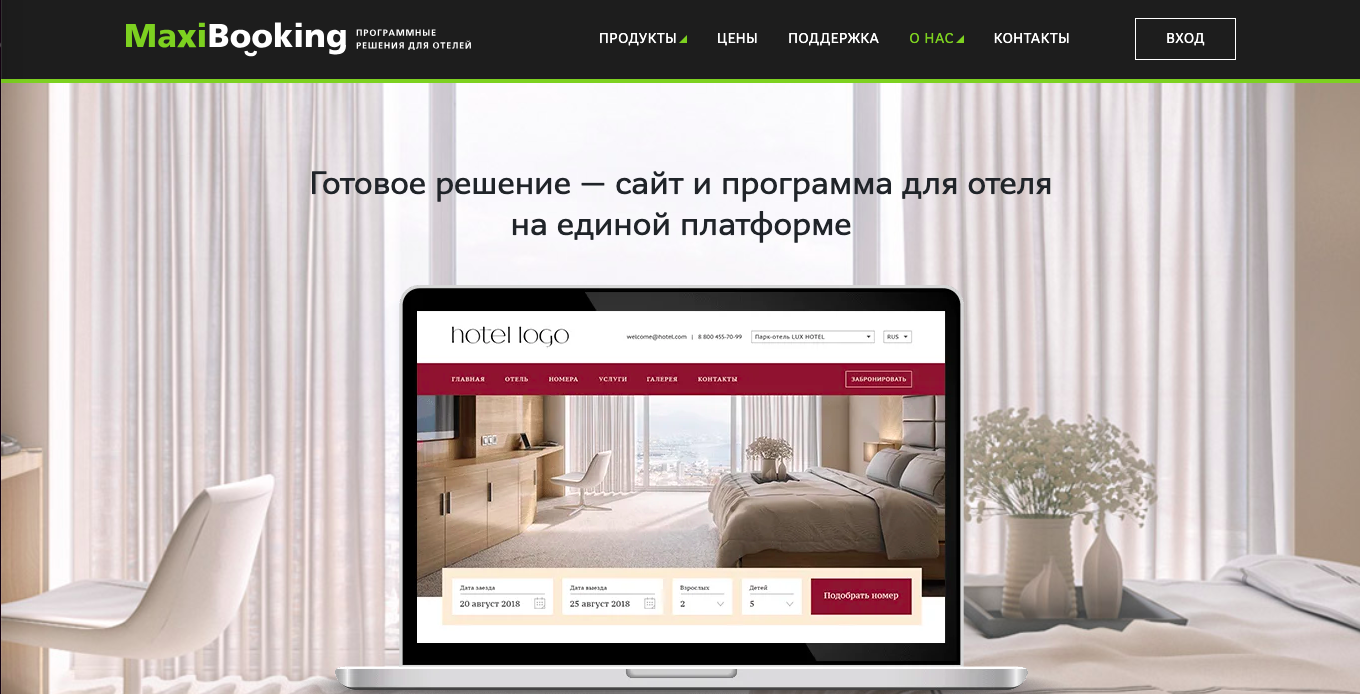 MaxiBooking
ПРОГРАММНЫЕ
РЕШЕНИЯ ДЛЯ ОТЕЛЕЙ
ПРОДУКТЫ ЦЕНЫ ПОДДЕРЖКА О НАС КОНТАКТЫ ВХОД
Готовое решение — сайт и программа для отеля
на единой платформе
hotel logo
welcome@hotel.com | 8 800 455-70-99 Парк-отель LUX HOTEL RUS
ГЛАВНАЯ ОТЕЛЬ НОМЕРА УСЛУГИ ГАЛЕРЕЯ КОНТАКТЫ ЗАБРОНИРОВАТЬ
Дата заезда Дата выезда Взрослых Детей
20 август 2018 25 август 2018 2 5 Подобрать номер